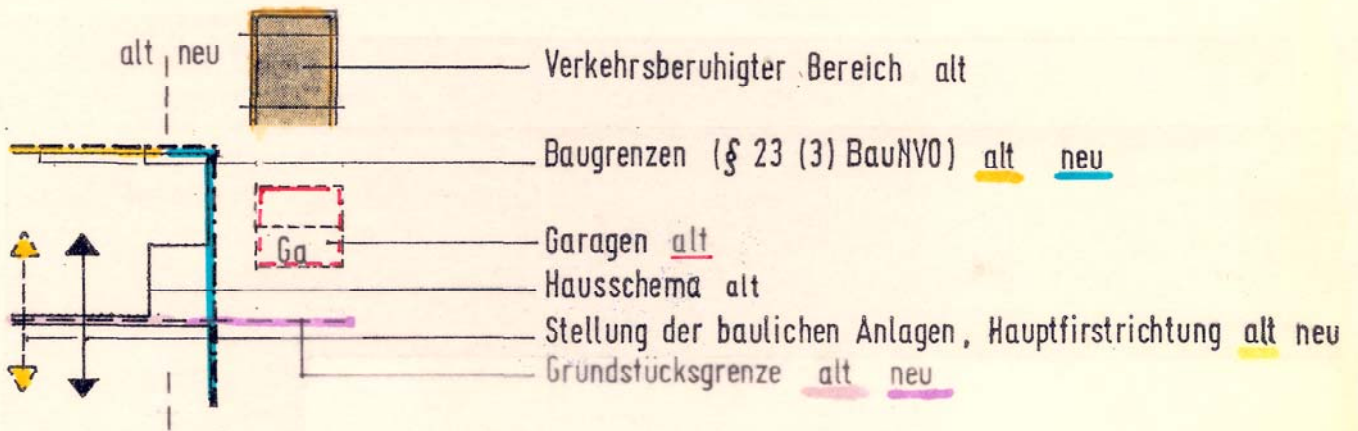 alt neu
Verkehrsberuhigter Bereich alt
Baugrenzen (§ 23 (3) BauNVO) alt neu
Ga
Garagen alt
Hausschema alt
Stellung der baulichen Anlagen, Hauptfirstrichtung alt neu
Grundstücksgrenze alt neu